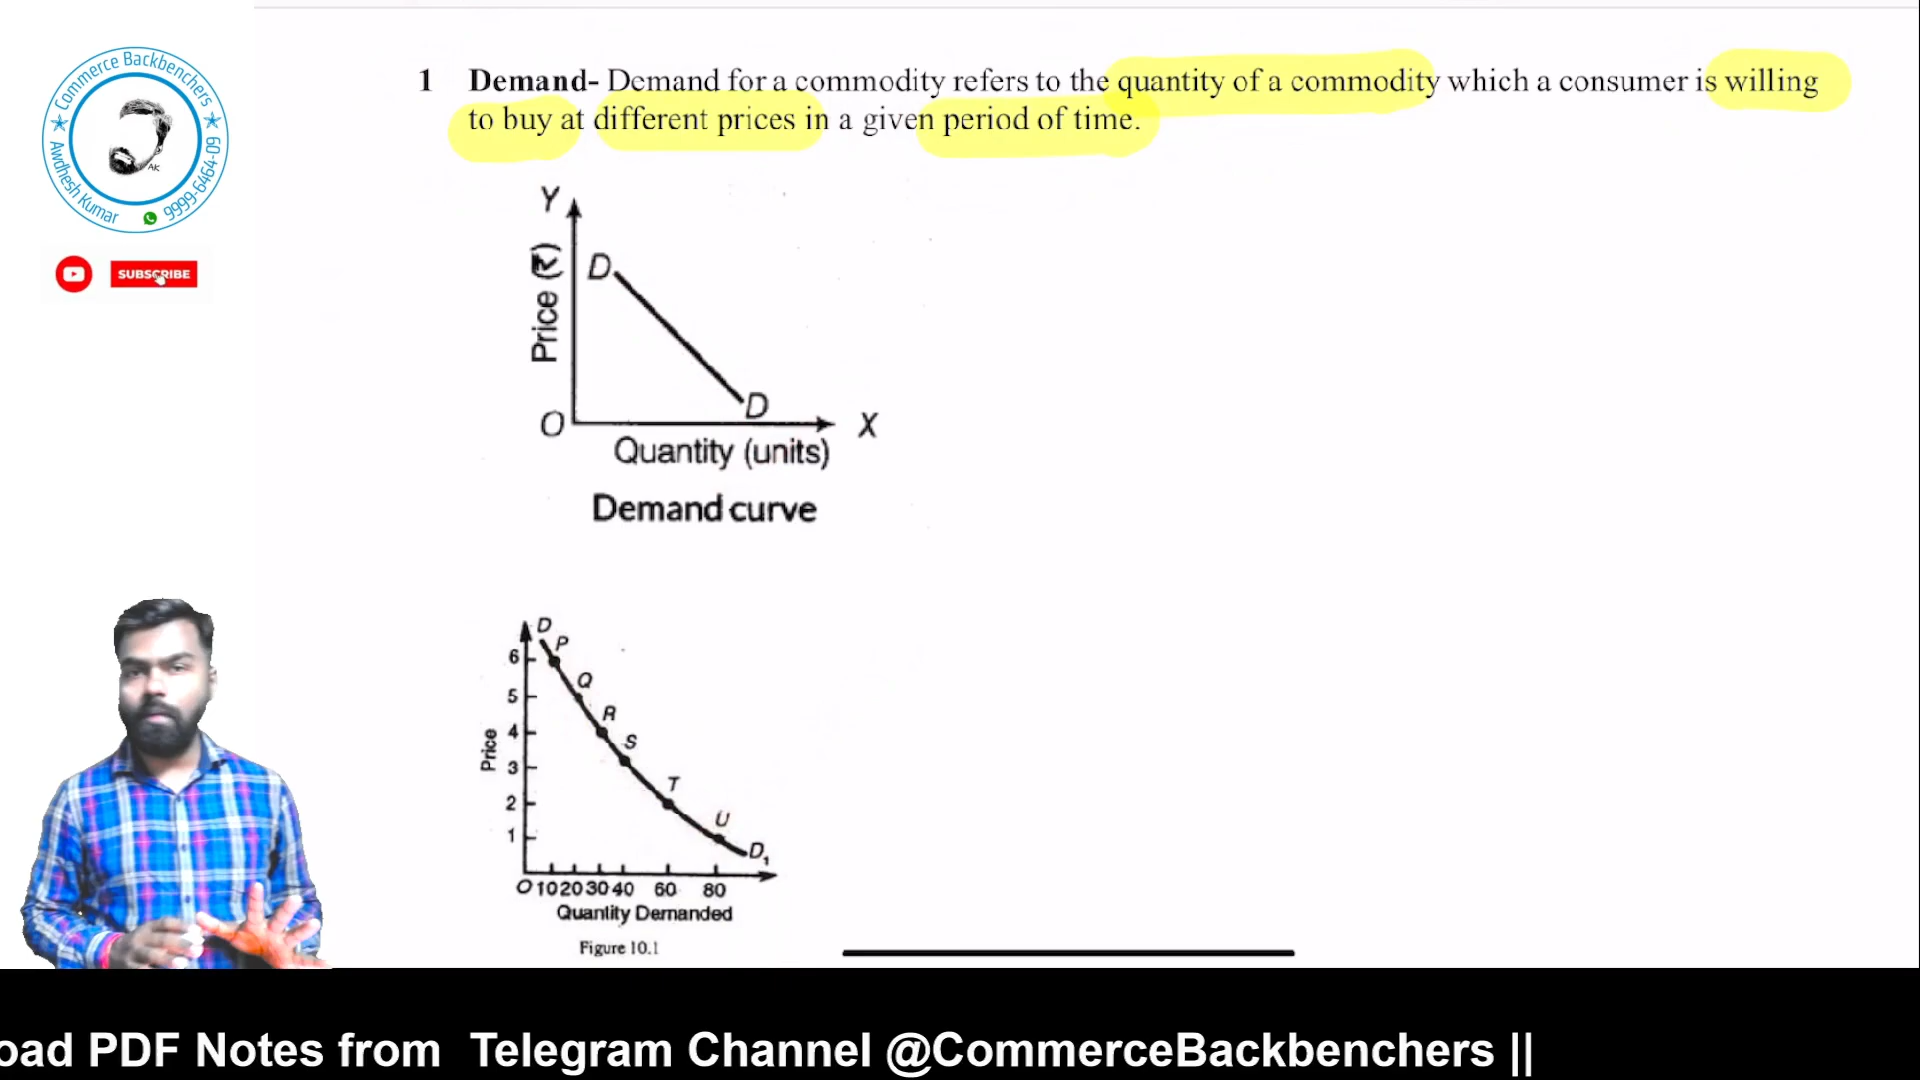 Commerce Backbenchers
Awdhesh Kumar
9999-6464-09
AK
SUBSCRIBE
1 Demand- Demand for a commodity refers to the quantity of a commodity which a consumer is willing
to buy at different prices in a given period of time.
Y
Price (₹)
D
D
O
X
Quantity (units)
Demand curve
D
P
6
Q
5
R
4
S
Price
3
T
2
U
1
D₁
O 10 20 30 40 60 80
Quantity Demanded
Figure 10.1
oad PDF Notes from Telegram Channel @CommerceBackbenchers ||